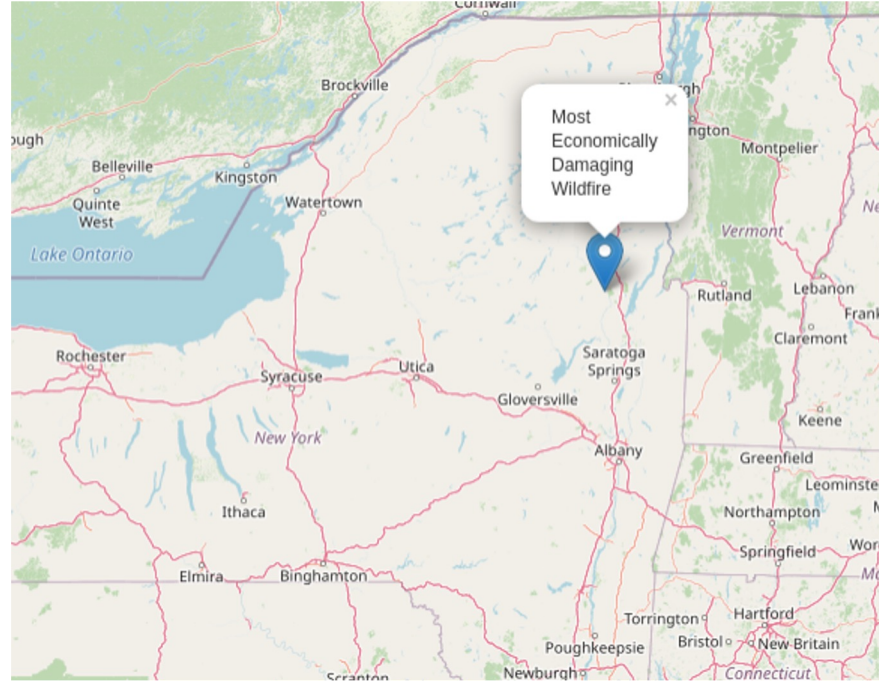 Cornwall
Brockville
ough
Belleville
Kingston
Quinte
West
Watertown
Lake Ontario
Rochester
Syracuse
Utica
New York
Ithaca
Elmira
Binghamton
Scranton
Gloversville
Saratoga
Springs
Albany
Poughkeepsie
Newburgh
×
Most
Economically
Damaging
Wildfire
gh
ngton
Montpelier
Vermont
Rutland
Lebanon
Claremont
Frank
Ne
Keene
Greenfield
Leominste
Northampton
Springfield
Wor
Ma
Torrington
Hartford
Bristol
New Britain
Connecticut